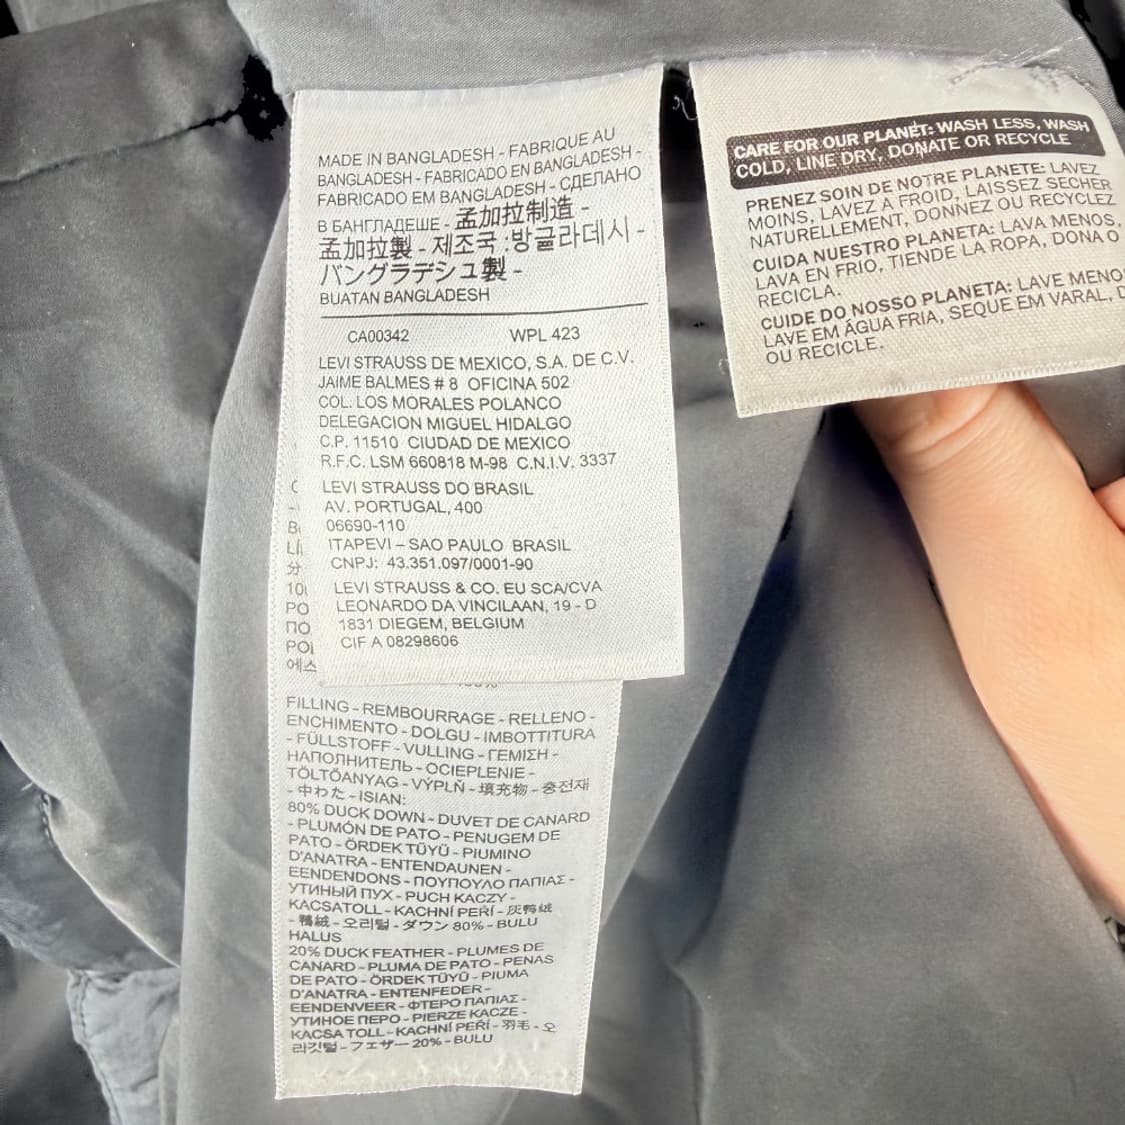 MADE IN BANGLADESH - FABRIQUE AU
BANGLADESH - FABRICADO EN BANGLADESH -
FABRICADO EM BANGLADESH - СДЕЛАНО
В БАНГЛАДЕШЕ - 孟加拉制造 -
孟加拉製 - 제조국 :방글라데시 -
バングラデシュ製 -
BUATAN BANGLADESH
CA00342 WPL 423
LEVI STRAUSS DE MEXICO, S.A. DE C.V.
JAIME BALMES # 8 OFICINA 502
COL. LOS MORALES POLANCO
DELEGACION MIGUEL HIDALGO
C.P. 11510 CIUDAD DE MEXICO
R.F.C. LSM 660818 M-98 C.N.I.V. 3337
LEVI STRAUSS DO BRASIL
AV. PORTUGAL, 400
06690-110
ITAPEVI – SAO PAULO BRASIL
CNPJ: 43.351.097/0001-90
LEVI STRAUSS & CO. EU SCA/CVA
LEONARDO DA VINCILAAN, 19 - D
1831 DIEGEM, BELGIUM
CIF A 08298606
FILLING - REMBOURRAGE - RELLENO -
ENCHIMENTO - DOLGU - IMBOTTITURA
- FÜLLSTOFF - VULLING - ΓΕΜΙΣΗ -
НАПОЛНИТЕЛЬ - OCIEPLENIE -
TÖLTÖANYAG - VÝPLŇ - 填充物 - 충전재
- 中わた - ISIAN:
80% DUCK DOWN - DUVET DE CANARD
- PLUMÓN DE PATO - PENUGEM DE
PATO - ÖRDEK TÜYÜ - PIUMINO
D'ANATRA - ENTENDAUNEN -
EENDENDONS - ΠΟΥΠΟΥΛΟ ΠΑΠΙΑΣ -
УТИНЫЙ ПУХ - PUCH KACZY -
KACSATOLL - KACHNÍ PEŘÍ - 灰鸭绒
- 鴨絨 - 오리털 - ダウン 80% - BULU
HALUS
20% DUCK FEATHER - PLUMES DE
CANARD - PLUMA DE PATO - PENAS
DE PATO - ÖRDEK TÜYÜ - PIUMA
D'ANATRA - ENTENFEDER -
EENDENVEER - ΦΤΕΡΟ ΠΑΠΙΑΣ -
УТИНОЕ ПЕРО - PIERZE KACZE -
KACSA TOLL - KACHNÍ PEŘÍ - 羽毛 - 오
리깃털 - フェザー 20% - BULU
CARE FOR OUR PLANET: WASH LESS, WASH
COLD, LINE DRY, DONATE OR RECYCLE
PRENEZ SOIN DE NOTRE PLANETE: LAVEZ
MOINS, LAVEZ A FROID, LAISSEZ SECHER
NATURELLEMENT, DONNEZ OU RECYCLEZ
CUIDA NUESTRO PLANETA: LAVA MENOS,
LAVA EN FRIO, TIENDE LA ROPA, DONA O
RECICLA.
CUIDE DO NOSSO PLANETA: LAVE MENO
LAVE EM ÁGUA FRIA, SEQUE EM VARAL, D
OU RECICLE.